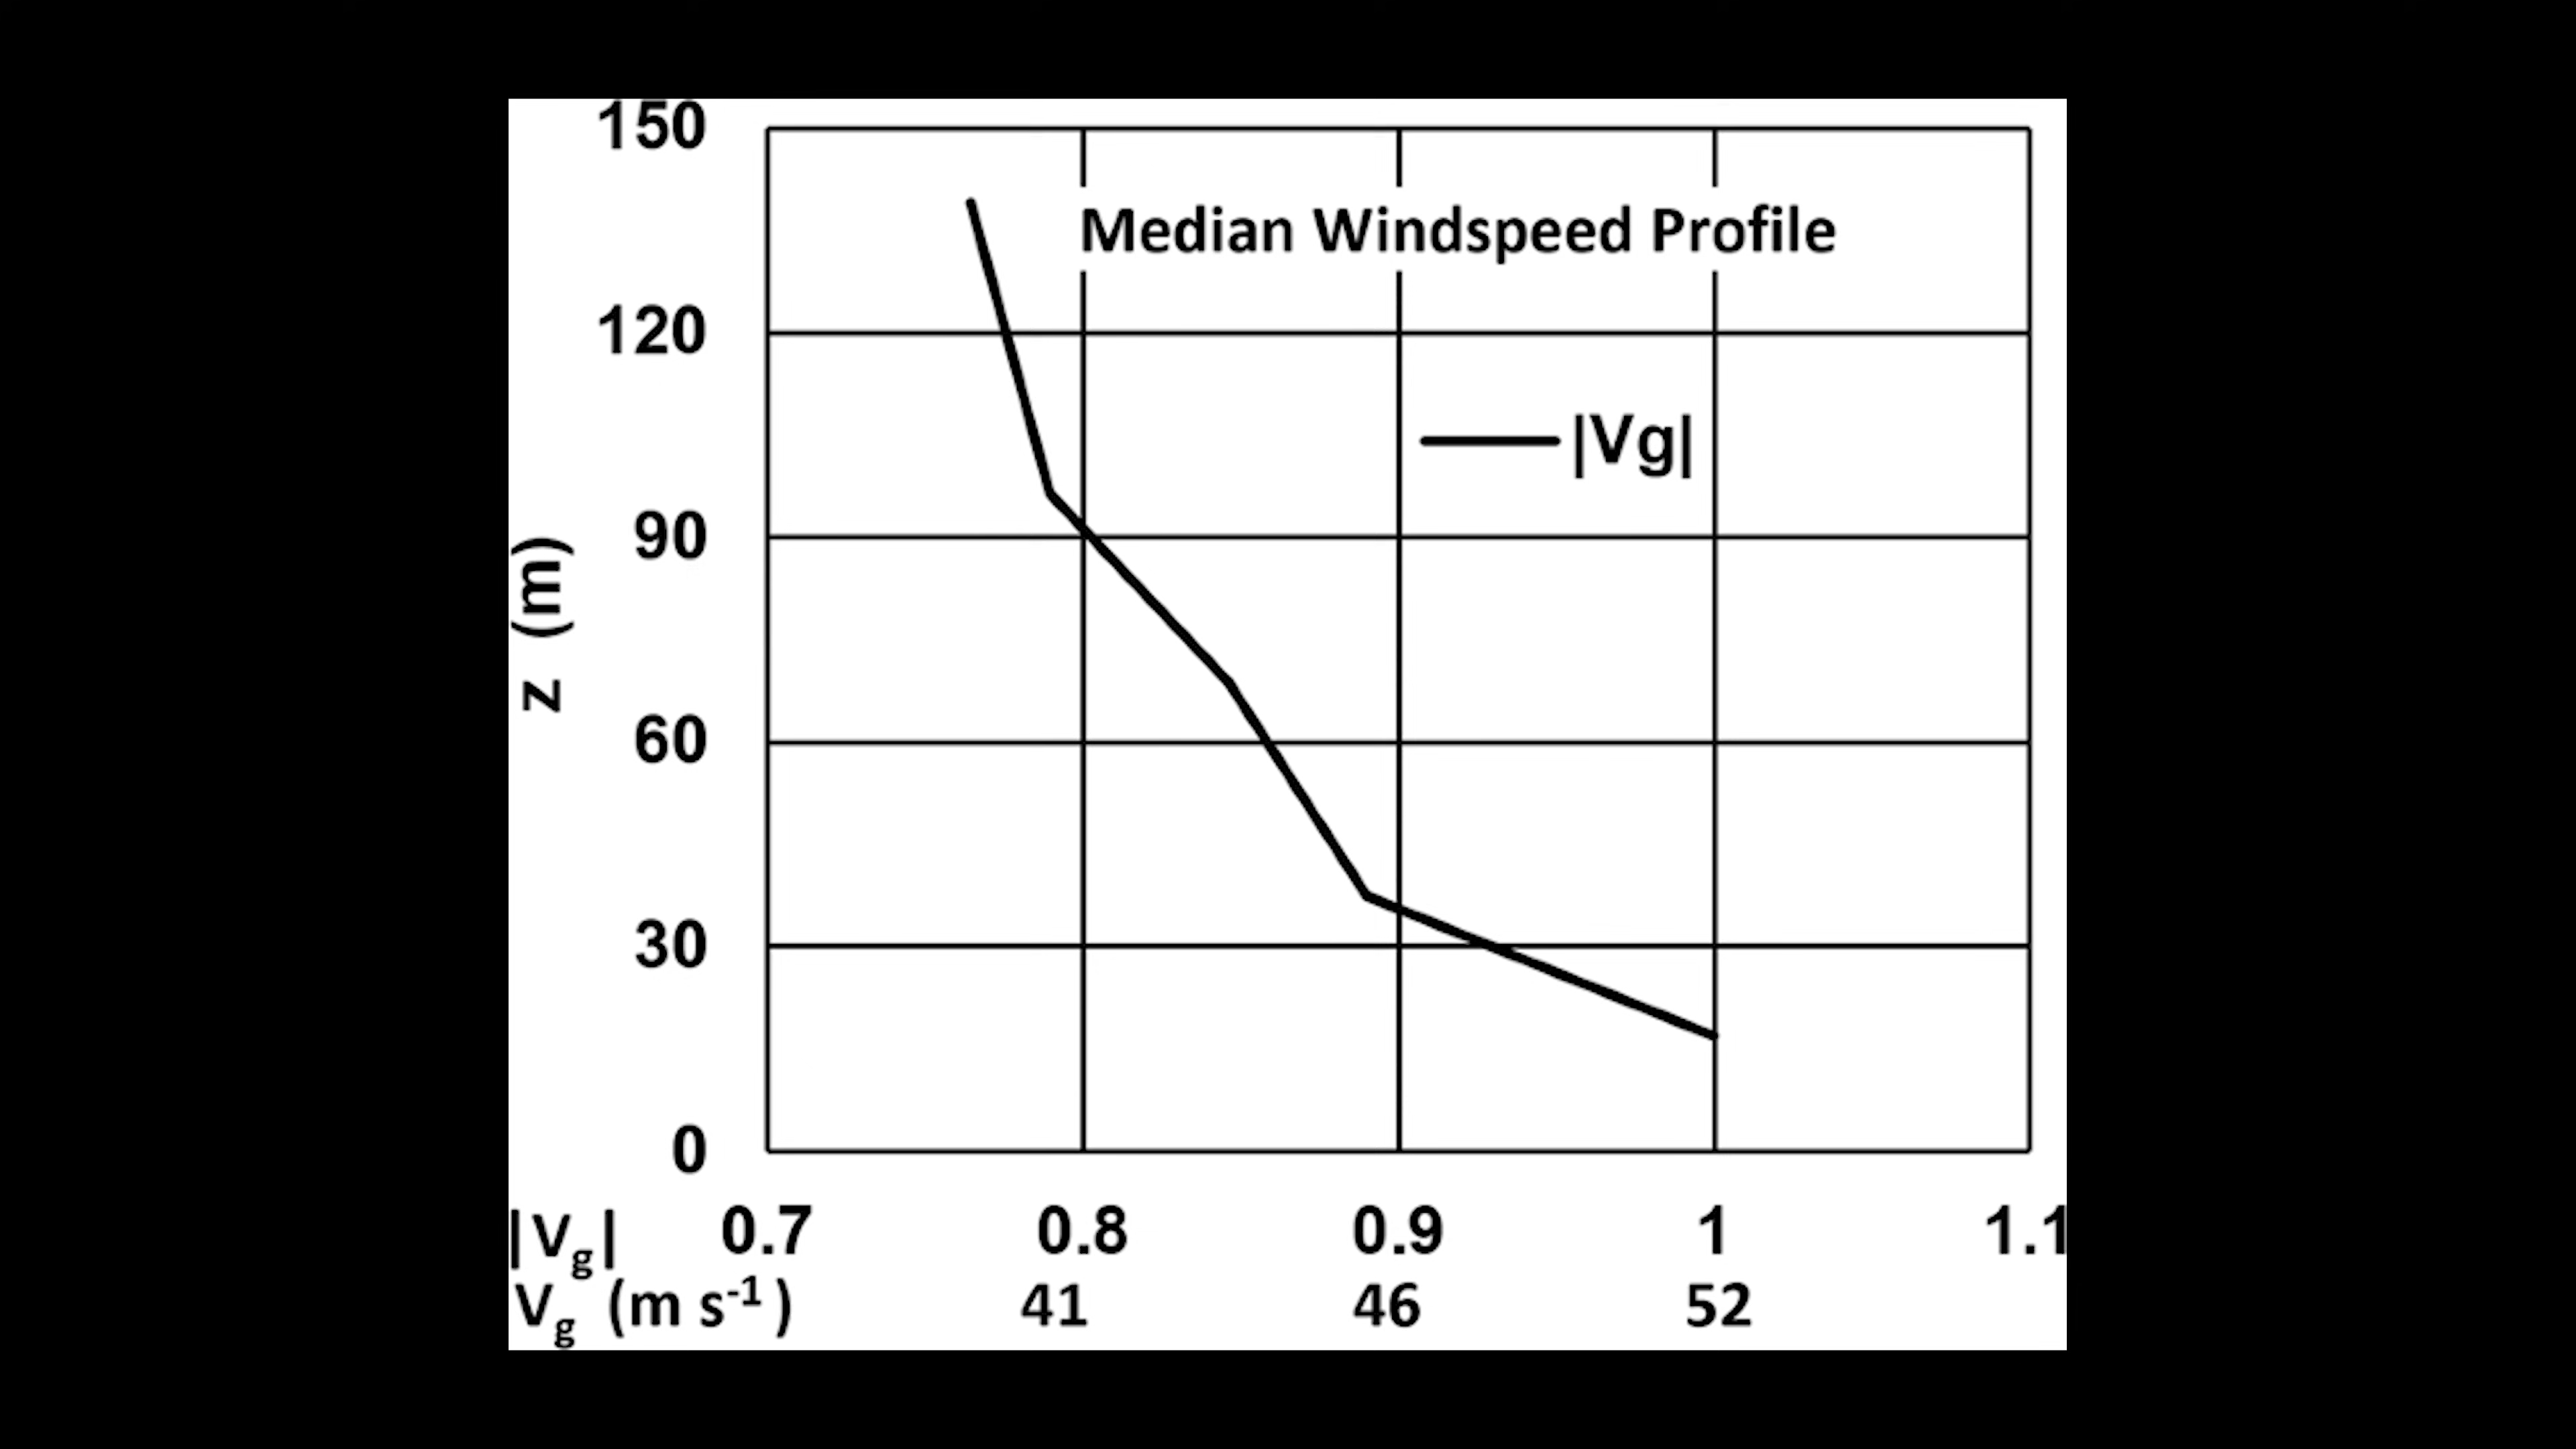 150
Median Windspeed Profile
120
|Vg|
90
z (m)
60
30
0
|Vg| 0.7 0.8 0.9 1 1.1
Vg (m s-1) 41 46 52